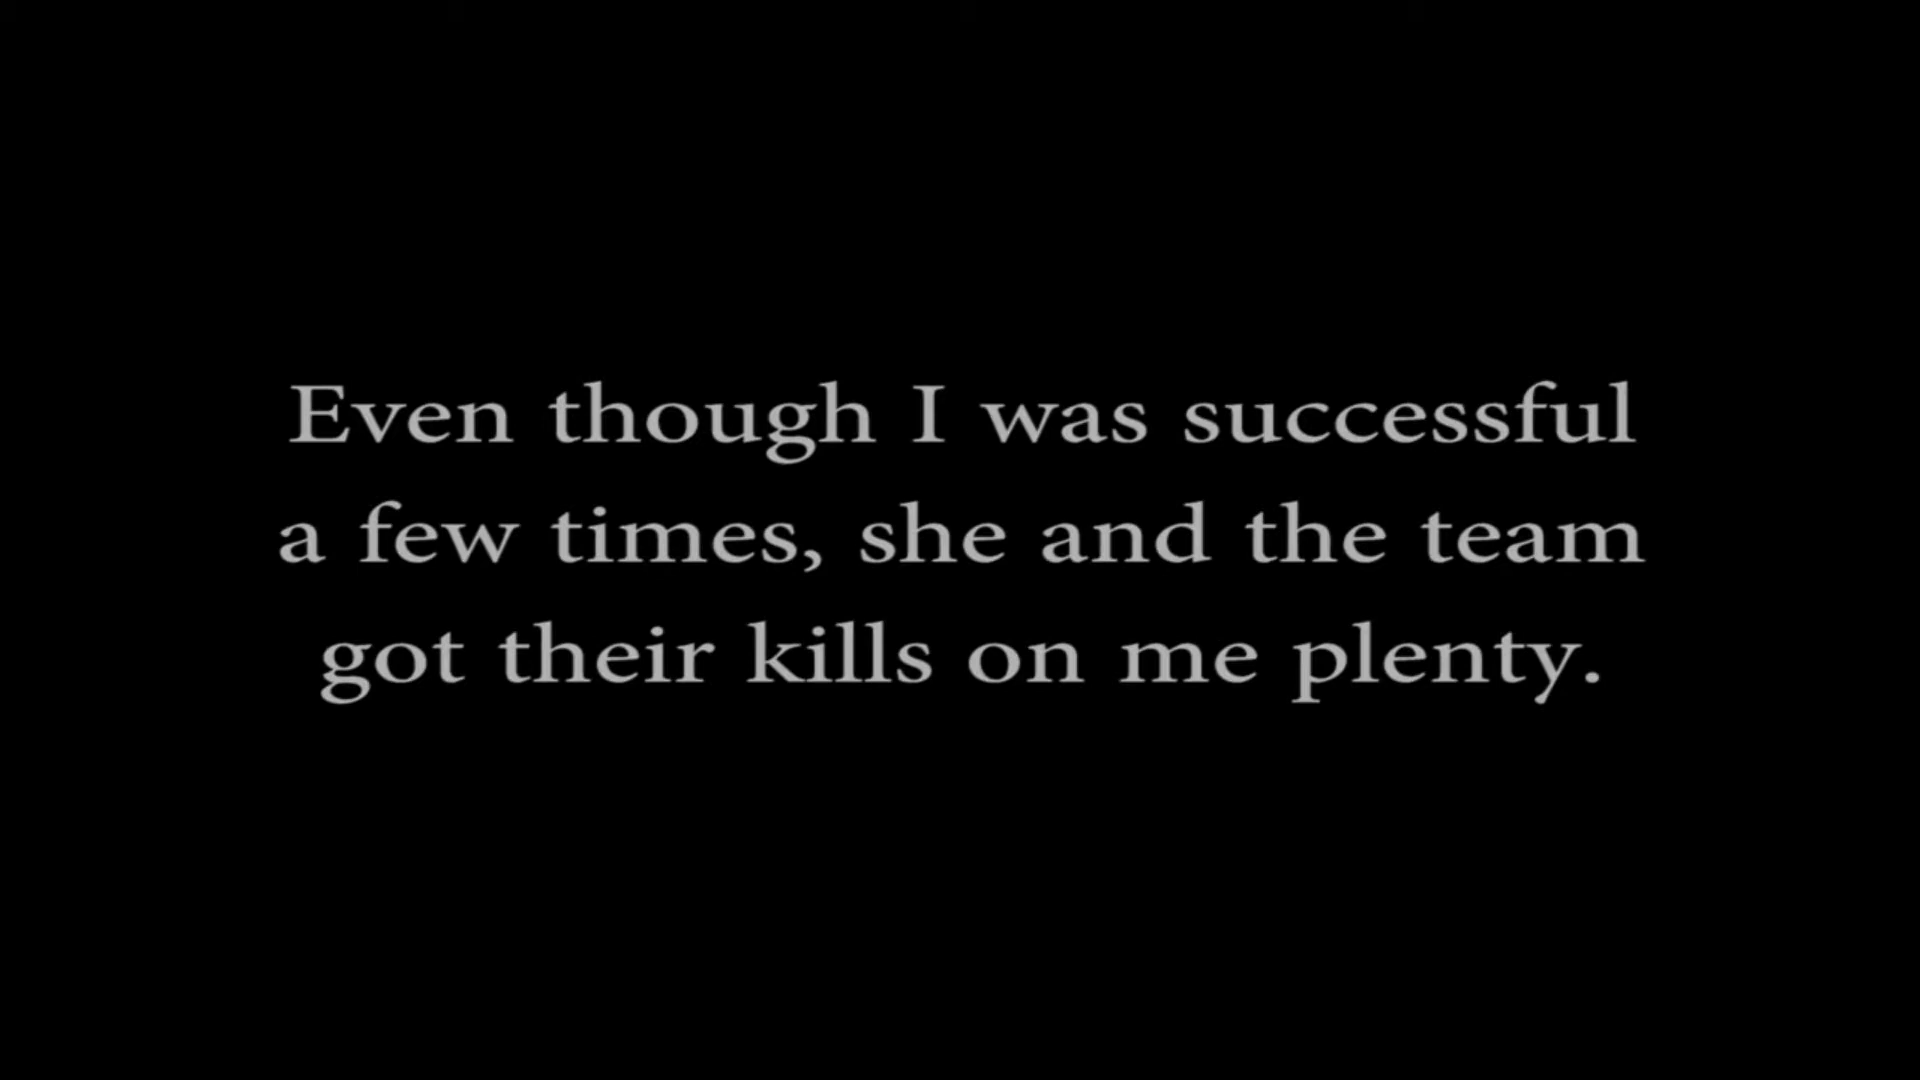 Even though I was successful
a few times, she and the team
got their kills on me plenty.